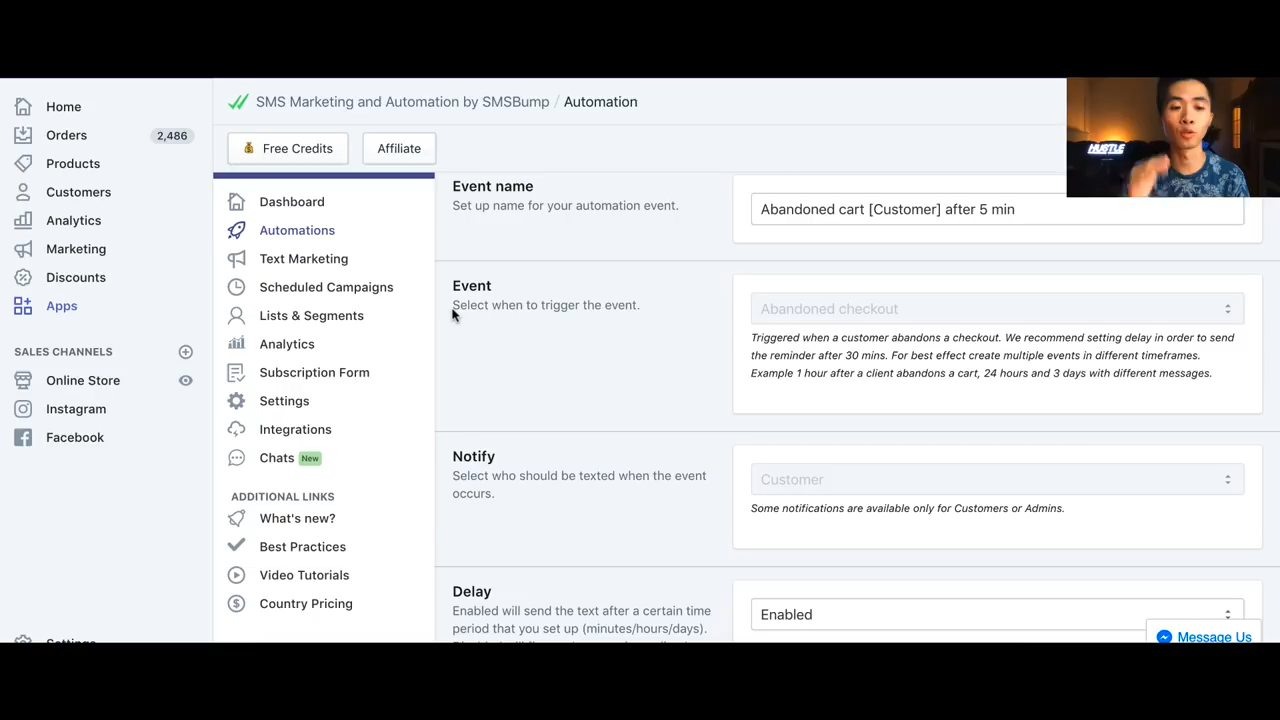 Home
Orders 2,486
Products
Customers
Analytics
Marketing
Discounts
Apps
SALES CHANNELS
Online Store
Instagram
Facebook
Settings
SMS Marketing and Automation by SMSBump / Automation
Free Credits
Affiliate
Dashboard
Automations
Text Marketing
Scheduled Campaigns
Lists & Segments
Analytics
Subscription Form
Settings
Integrations
Chats New
ADDITIONAL LINKS
What's new?
Best Practices
Video Tutorials
Country Pricing
Event name
Set up name for your automation event.
Abandoned cart [Customer] after 5 min
Event
Select when to trigger the event.
Abandoned checkout
Triggered when a customer abandons a checkout. We recommend setting delay in order to send
the reminder after 30 mins. For best effect create multiple events in different timeframes.
Example 1 hour after a client abandons a cart, 24 hours and 3 days with different messages.
Notify
Select who should be texted when the event
occurs.
Customer
Some notifications are available only for Customers or Admins.
Delay
Enabled will send the text after a certain time
period that you set up (minutes/hours/days).
Enabled
Message Us
HUSTLE